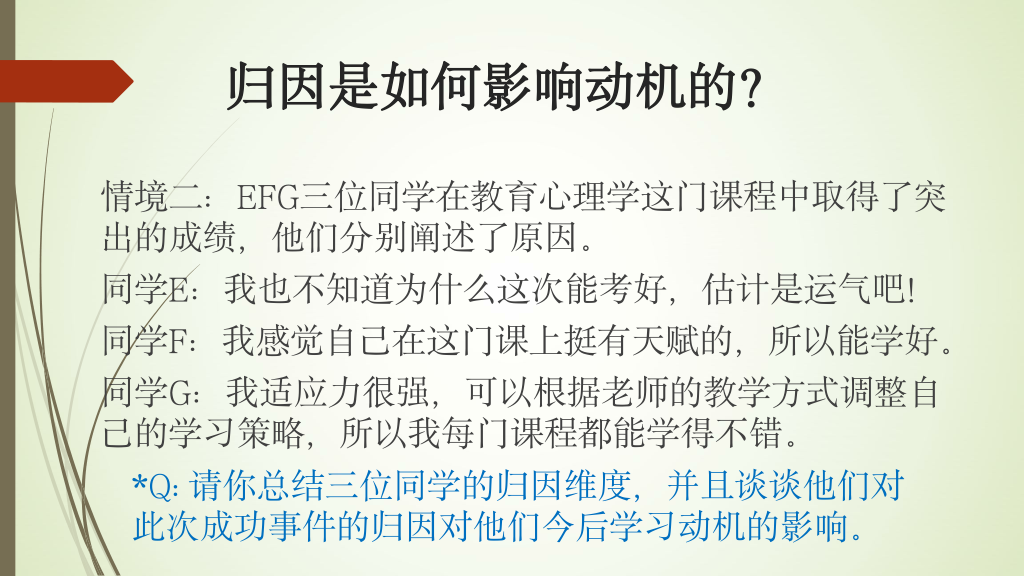 归因是如何影响动机的？
情境二：EFG三位同学在教育心理学这门课程中取得了突
出的成绩，他们分别阐述了原因。
同学E：我也不知道为什么这次能考好，估计是运气吧！
同学F：我感觉自己在这门课上挺有天赋的，所以能学好。
同学G：我适应力很强，可以根据老师的教学方式调整自
己的学习策略，所以我每门课程都能学得不错。
*Q: 请你总结三位同学的归因维度，并且谈谈他们对
此次成功事件的归因对他们今后学习动机的影响。